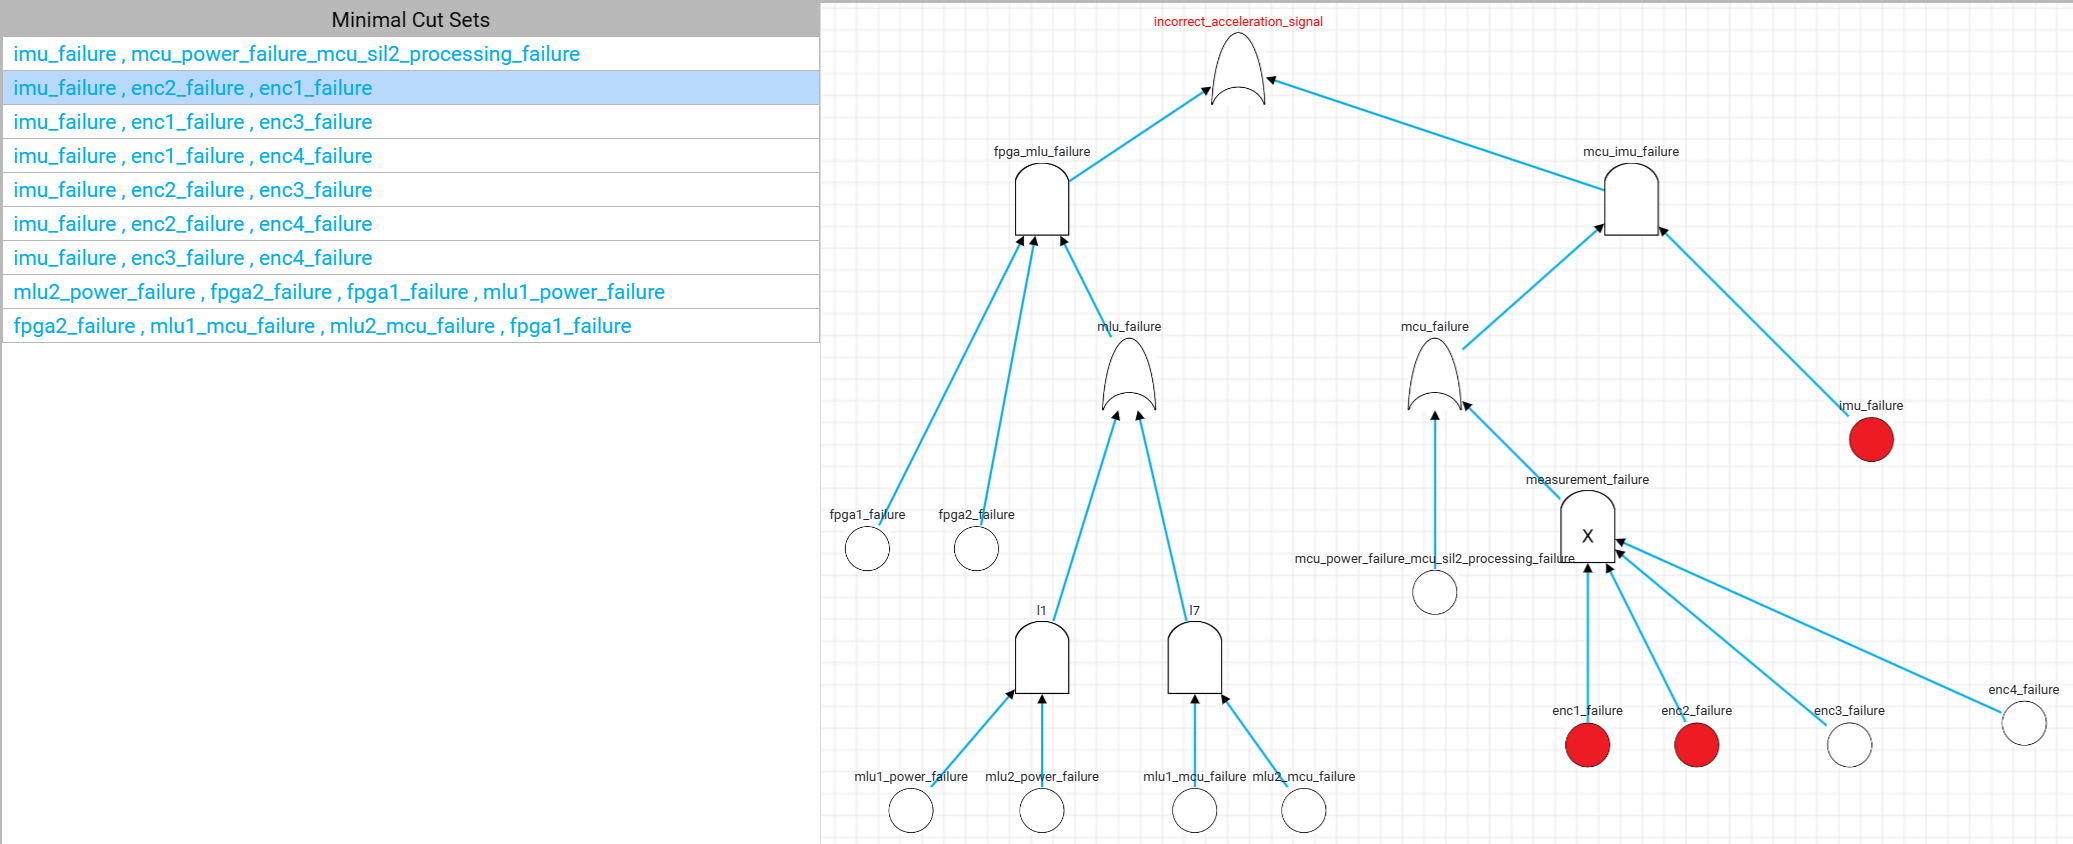 Minimal Cut Sets
imu_failure , mcu_power_failure_mcu_sil2_processing_failure
imu_failure , enc2_failure , enc1_failure
imu_failure , enc1_failure , enc3_failure
imu_failure , enc1_failure , enc4_failure
imu_failure , enc2_failure , enc3_failure
imu_failure , enc2_failure , enc4_failure
imu_failure , enc3_failure , enc4_failure
mlu2_power_failure , fpga2_failure , fpga1_failure , mlu1_power_failure
fpga2_failure , mlu1_mcu_failure , mlu2_mcu_failure , fpga1_failure
incorrect_acceleration_signal
fpga_mlu_failure
mcu_imu_failure
mlu_failure
mcu_failure
imu_failure
measurement_failure
X
fpga1_failure
fpga2_failure
mcu_power_failure_mcu_sil2_processing_failure
l1
l7
enc4_failure
enc1_failure
enc2_failure
enc3_failure
mlu1_power_failure
mlu2_power_failure
mlu1_mcu_failure
mlu2_mcu_failure